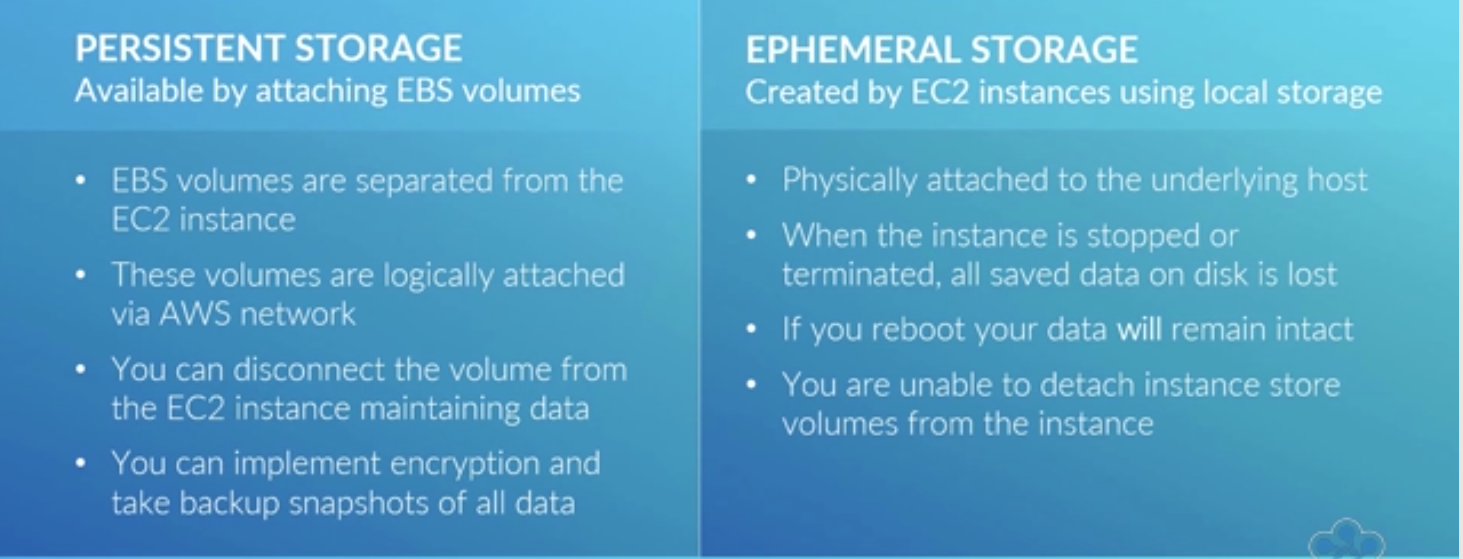 PERSISTENT STORAGE
Available by attaching EBS volumes
• EBS volumes are separated from the
EC2 instance
• These volumes are logically attached
via AWS network
• You can disconnect the volume from
the EC2 instance maintaining data
• You can implement encryption and
take backup snapshots of all data
EPHEMERAL STORAGE
Created by EC2 instances using local storage
• Physically attached to the underlying host
• When the instance is stopped or
terminated, all saved data on disk is lost
• If you reboot your data will remain intact
• You are unable to detach instance store
volumes from the instance